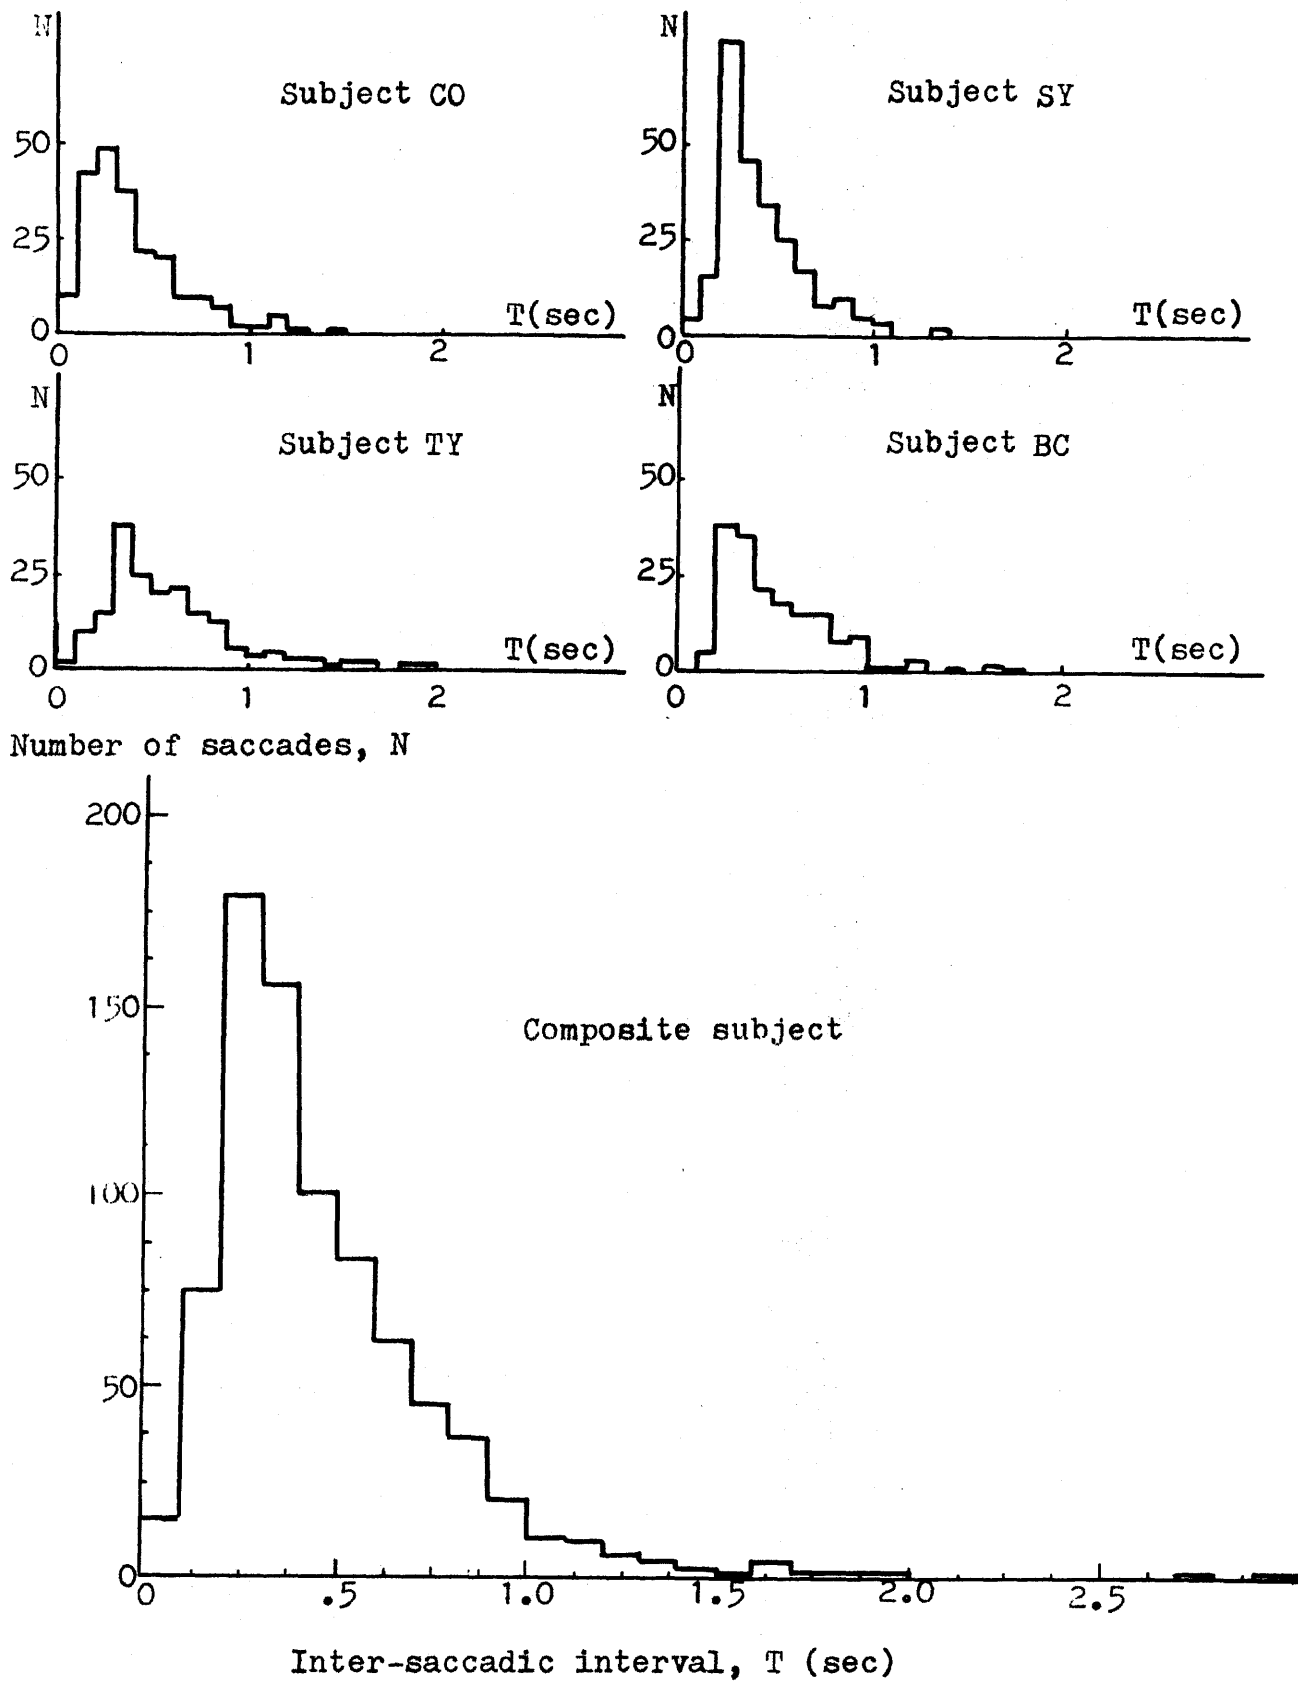 N
Subject CO
50
25
0
T(sec)
0 1 2
N
Subject SY
50
25
0
T(sec)
0 1 2
N
Subject TY
50
25
0
T(sec)
0 1 2
N
Subject BC
50
25
0
T(sec)
0 1 2
Number of saccades, N
200
150
Composite subject
100
50
0
0 .5 1.0 1.5 2.0 2.5
Inter-saccadic interval, T (sec)